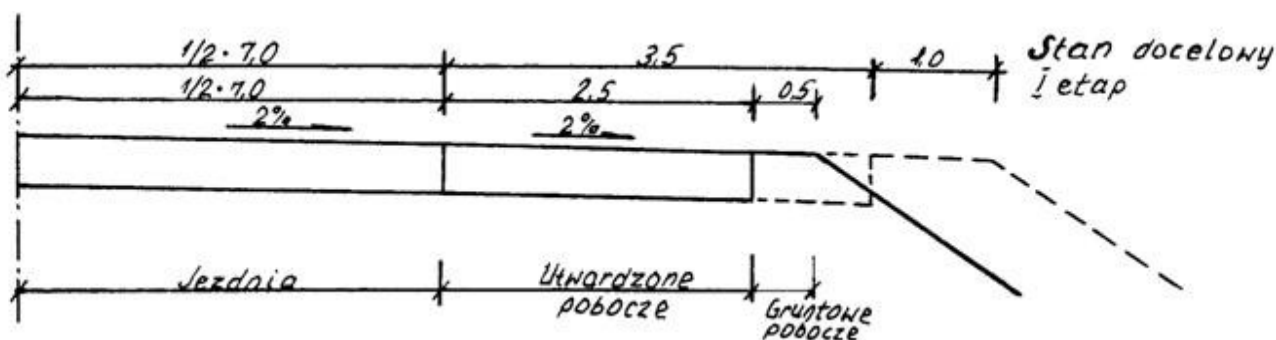 1/2 · 7,0 3,5 1,0 Stan docelowy
1/2 · 7,0 2,5 0,5 I etap
2% 2%
Jezdnia Utwardzone pobocze Gruntowe pobocze